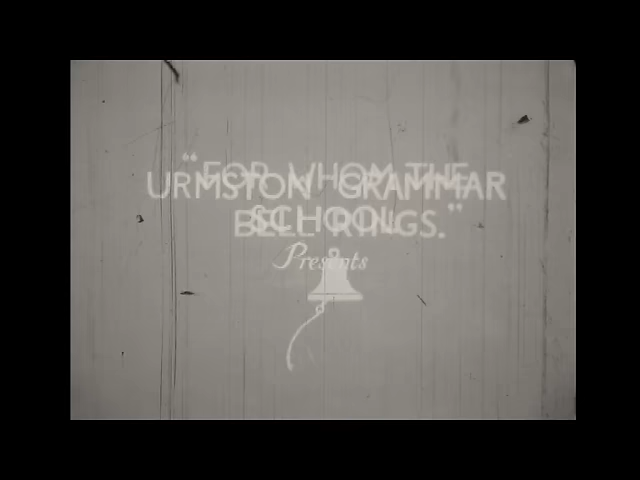 URMSTON GRAMMAR
SCHOOL
Presents
"FOR WHOM THE
BELL RINGS."